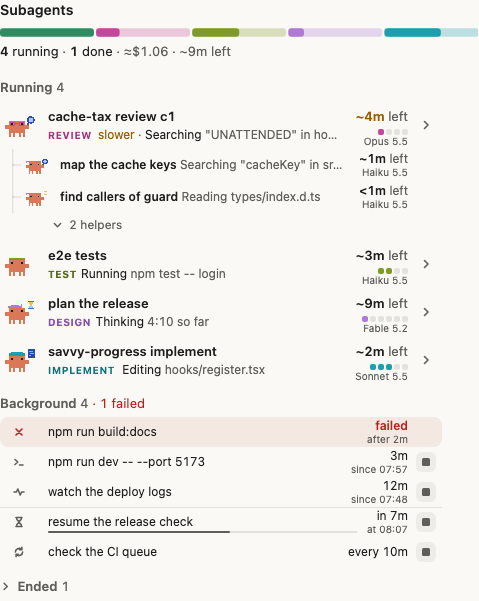 Subagents
4 running · 1 done · ≈$1.06 · ~9m left
Running 4
cache-tax review c1
~4m left
REVIEW slower · Searching "UNATTENDED" in ho...
Opus 5.5
map the cache keys Searching "cacheKey" in sr...
~1m left
Haiku 5.5
find callers of guard Reading types/index.d.ts
<1m left
Haiku 5.5
2 helpers
e2e tests
~3m left
TEST Running npm test -- login
Haiku 5.5
plan the release
~9m left
DESIGN Thinking 4:10 so far
Fable 5.2
savvy-progress implement
~2m left
IMPLEMENT Editing hooks/register.tsx
Sonnet 5.5
Background 4 · 1 failed
npm run build:docs
failed
after 2m
npm run dev -- --port 5173
3m
since 07:57
watch the deploy logs
12m
since 07:48
resume the release check
in 7m
at 08:07
check the CI queue
every 10m
Ended 1